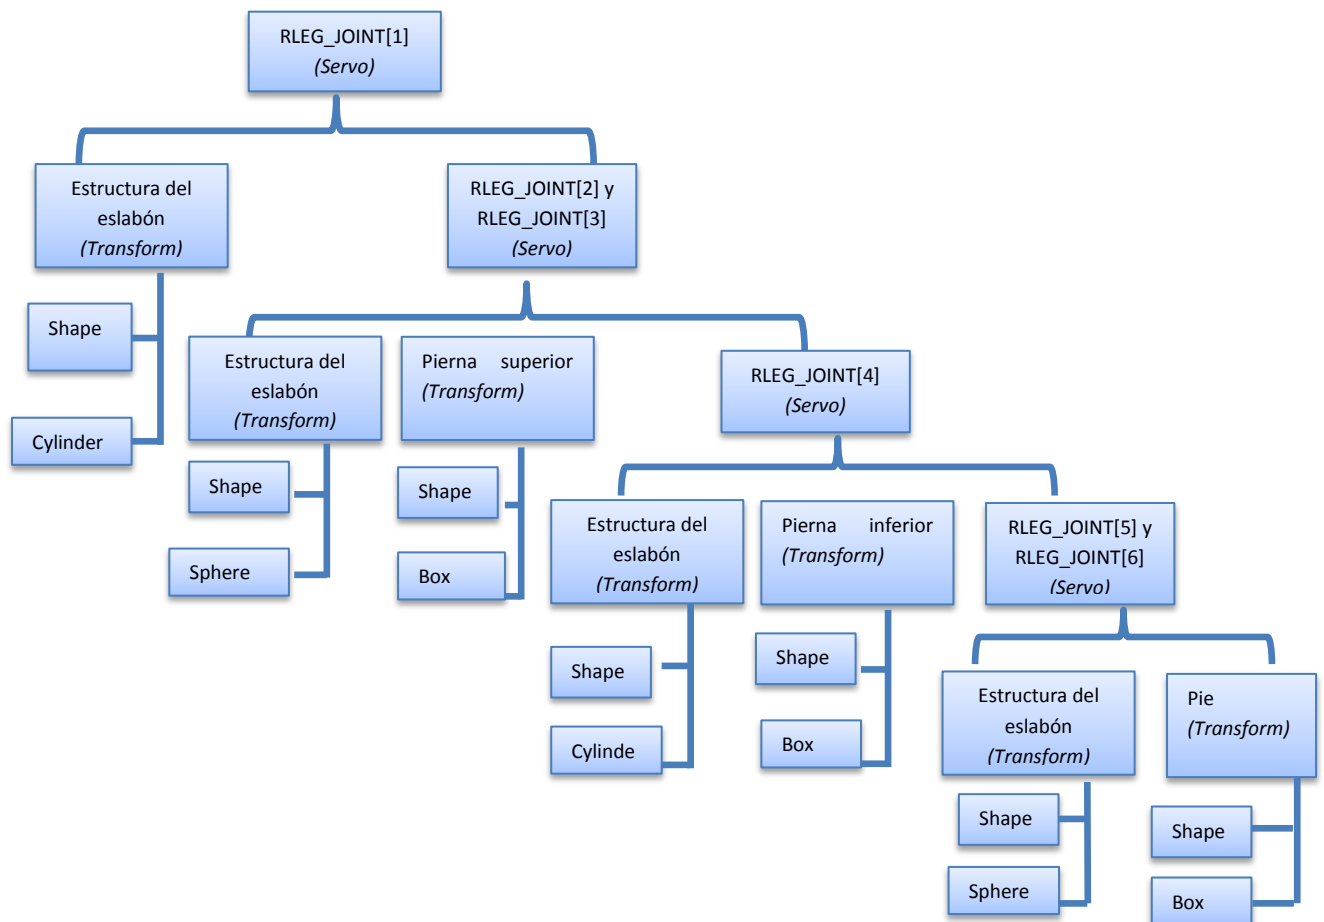 RLEG_JOINT[1]
(Servo)
Estructura del
eslabón
(Transform)
RLEG_JOINT[2] y
RLEG_JOINT[3]
(Servo)
Shape
Cylinder
Estructura del
eslabón
(Transform)
Pierna superior
(Transform)
RLEG_JOINT[4]
(Servo)
Shape
Sphere
Shape
Box
Estructura del
eslabón
(Transform)
Pierna inferior
(Transform)
RLEG_JOINT[5] y
RLEG_JOINT[6]
(Servo)
Shape
Cylinde
Shape
Box
Estructura del
eslabón
(Transform)
Pie
(Transform)
Shape
Sphere
Shape
Box